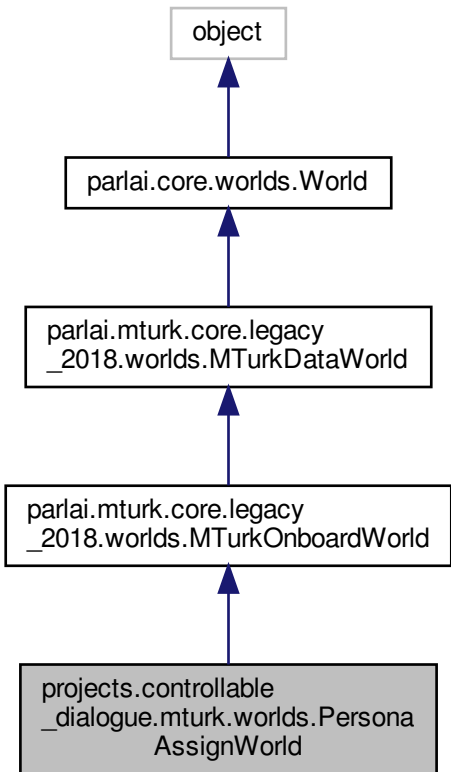 object
parlai.core.worlds.World
parlai.mturk.core.legacy
_2018.worlds.MTurkDataWorld
parlai.mturk.core.legacy
_2018.worlds.MTurkOnboardWorld
projects.controllable
_dialogue.mturk.worlds.Persona
AssignWorld